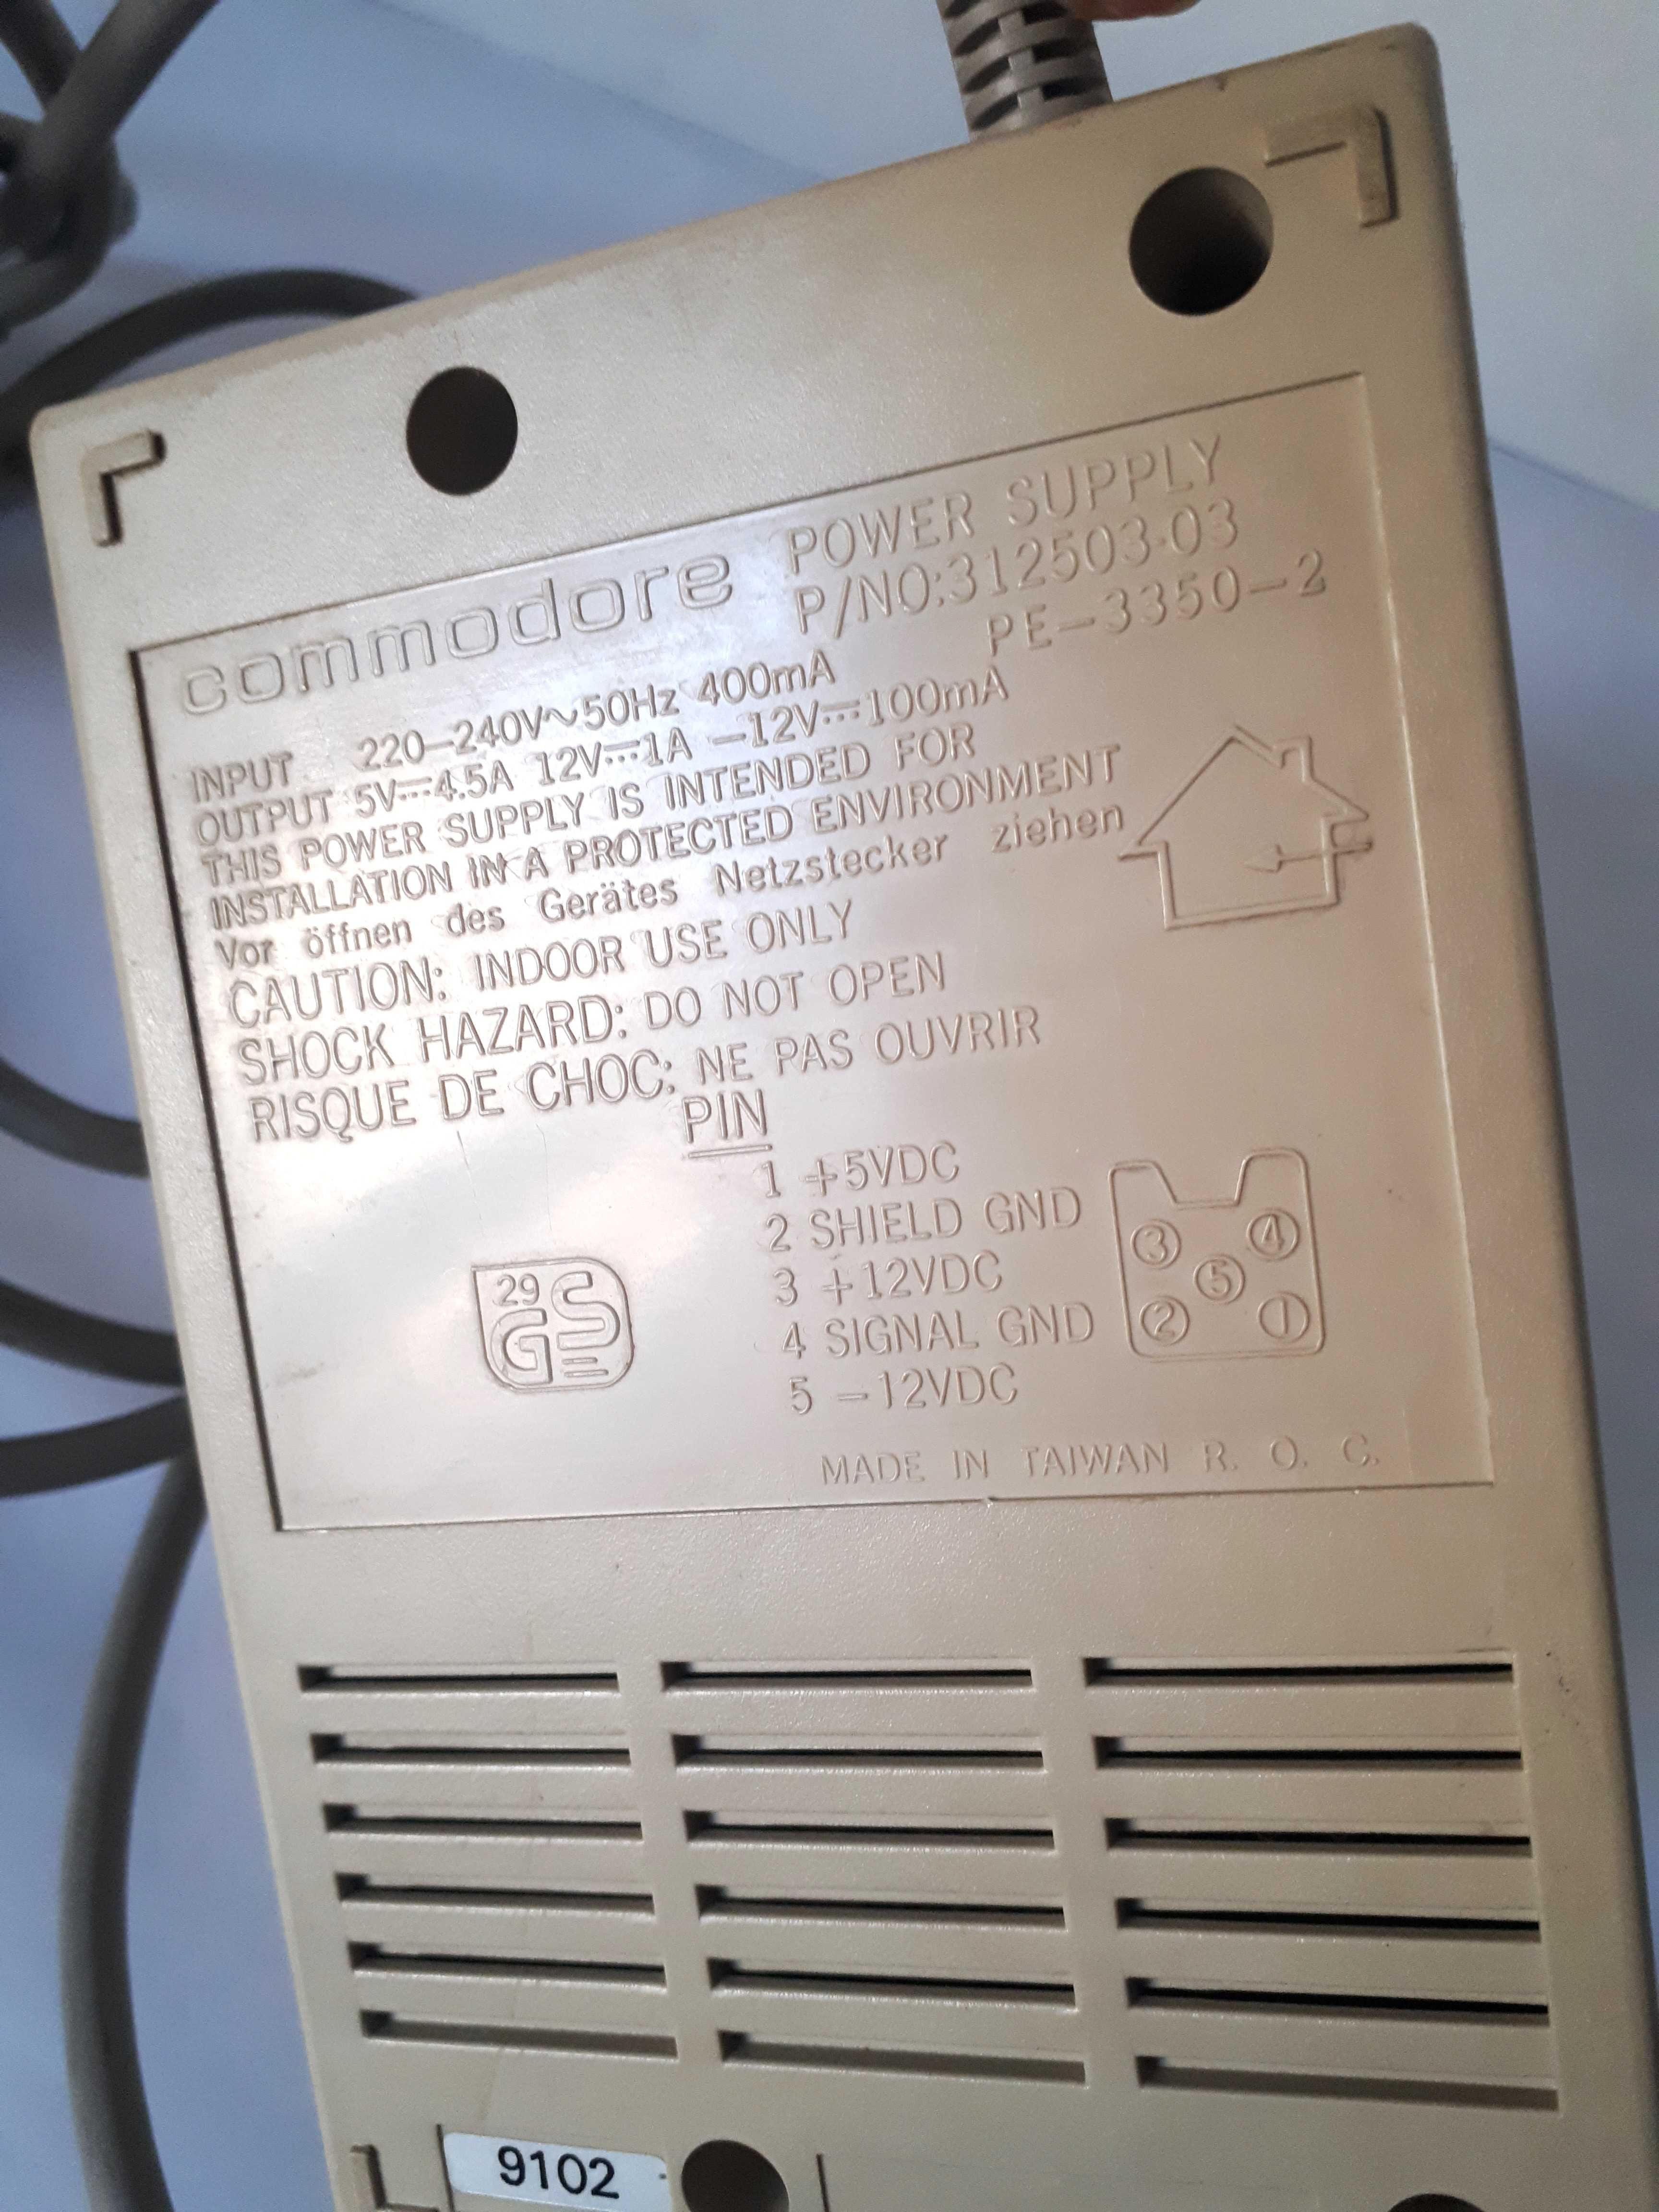 commodore POWER SUPPLY
P/NO:312503-03
PE-3350-2
INPUT 220-240V~50Hz 400mA
OUTPUT 5V⎓4.5A 12V⎓1A -12V⎓100mA
THIS POWER SUPPLY IS INTENDED FOR
INSTALLATION IN A PROTECTED ENVIRONMENT
Vor öffnen des Gerätes Netzstecker ziehen
CAUTION: INDOOR USE ONLY
SHOCK HAZARD: DO NOT OPEN
RISQUE DE CHOC: NE PAS OUVRIR
PIN
1 +5VDC
2 SHIELD GND
3 +12VDC
4 SIGNAL GND
5 -12VDC
3 4
5
2 1
29
GS
MADE IN TAIWAN R. O. C.
9102